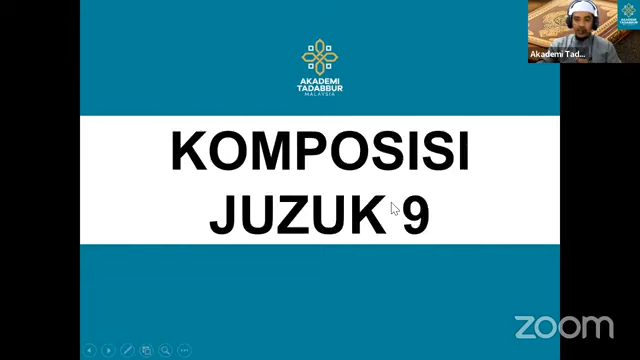 AKADEMI
TADABBUR
MALAYSIA
KOMPOSISI
JUZUK 9
Akademi Tad...
zoom